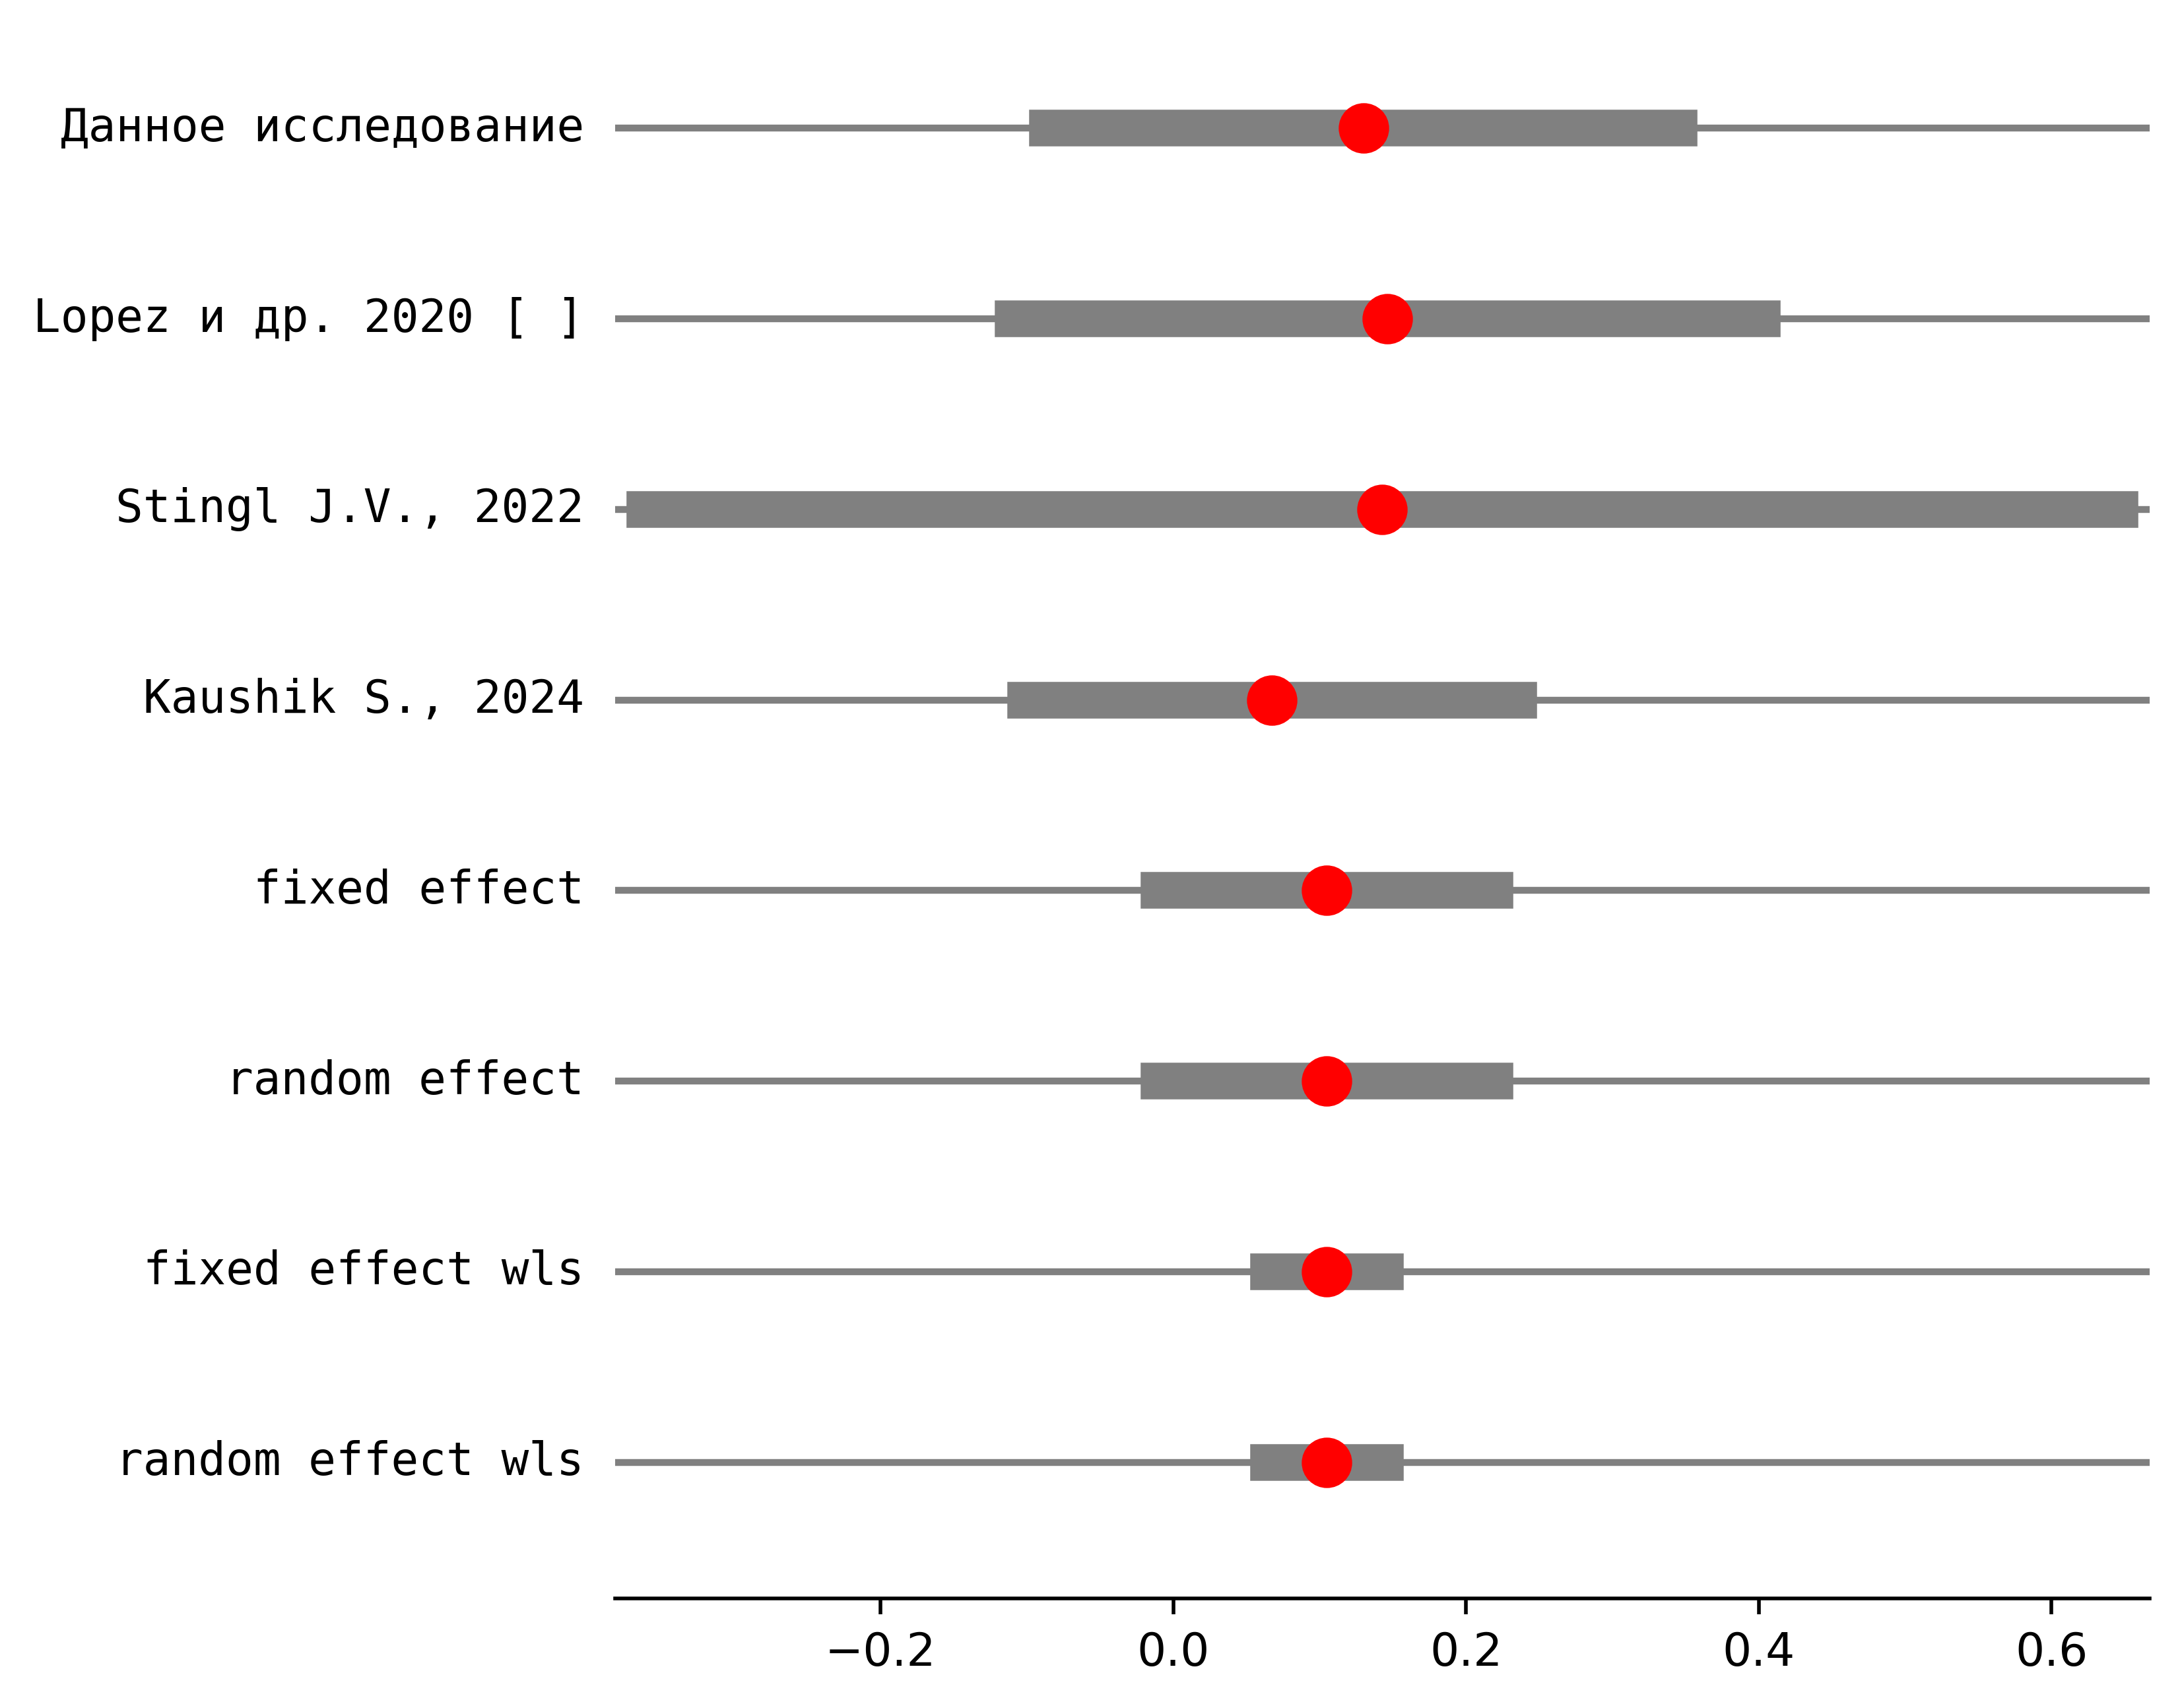 Данное исследование
Lopez и др. 2020 [ ]
Stingl J.V., 2022
Kaushik S., 2024
fixed effect
random effect
fixed effect wls
random effect wls
−0.2 0.0 0.2 0.4 0.6